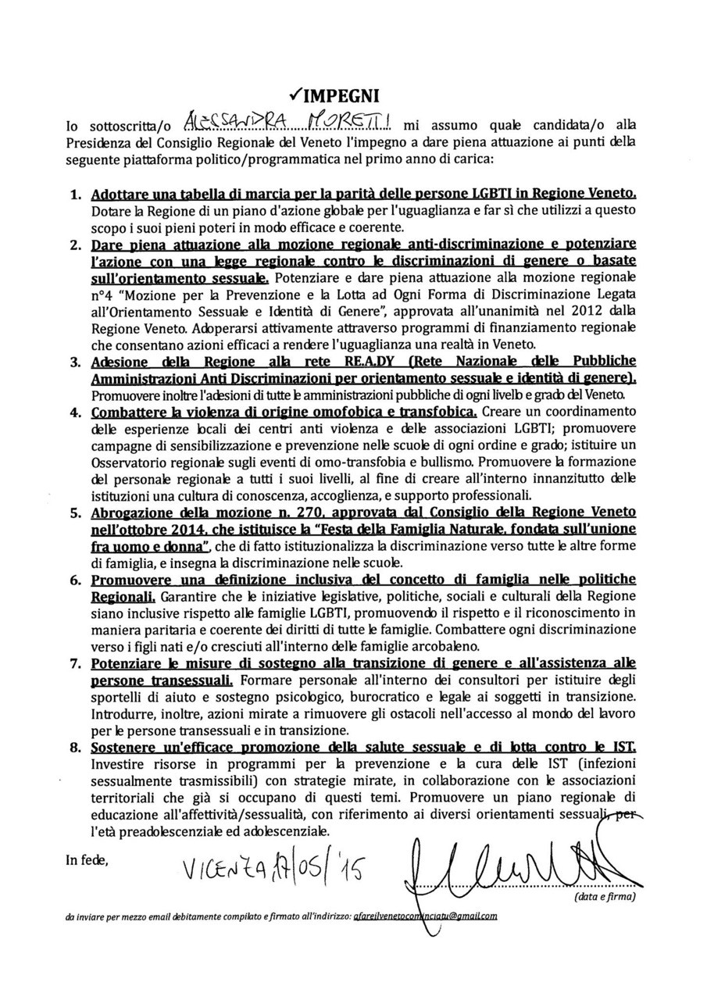 ✓IMPEGNI
Io sottoscritta/o ALESSANDRA MORETTI mi assumo quale candidata/o alla
Presidenza del Consiglio Regionale del Veneto l'impegno a dare piena attuazione ai punti della
seguente piattaforma politico/programmatica nel primo anno di carica:
1. Adottare una tabella di marcia per la parità delle persone LGBTI in Regione Veneto.
Dotare la Regione di un piano d'azione globale per l'uguaglianza e far sì che utilizzi a questo
scopo i suoi pieni poteri in modo efficace e coerente.
2. Dare piena attuazione alla mozione regionale anti-discriminazione e potenziare
l'azione con una legge regionale contro le discriminazioni di genere o basate
sull'orientamento sessuale. Potenziare e dare piena attuazione alla mozione regionale
n°4 "Mozione per la Prevenzione e la Lotta ad Ogni Forma di Discriminazione Legata
all'Orientamento Sessuale e Identità di Genere", approvata all'unanimità nel 2012 dalla
Regione Veneto. Adoperarsi attivamente attraverso programmi di finanziamento regionale
che consentano azioni efficaci a rendere l'uguaglianza una realtà in Veneto.
3. Adesione della Regione alla rete RE.A.DY (Rete Nazionale delle Pubbliche
Amministrazioni Anti Discriminazioni per orientamento sessuale e identità di genere).
Promuovere inoltre l'adesioni di tutte le amministrazioni pubbliche di ogni livello e grado del Veneto.
4. Combattere la violenza di origine omofobica e transfobica. Creare un coordinamento
delle esperienze locali dei centri anti violenza e delle associazioni LGBTI; promuovere
campagne di sensibilizzazione e prevenzione nelle scuole di ogni ordine e grado; istituire un
Osservatorio regionale sugli eventi di omo-transfobia e bullismo. Promuovere la formazione
del personale regionale a tutti i suoi livelli, al fine di creare all'interno innanzitutto delle
istituzioni una cultura di conoscenza, accoglienza, e supporto professionali.
5. Abrogazione della mozione n. 270, approvata dal Consiglio della Regione Veneto
nell'ottobre 2014, che istituisce la "Festa della Famiglia Naturale, fondata sull'unione
fra uomo e donna", che di fatto istituzionalizza la discriminazione verso tutte le altre forme
di famiglia, e insegna la discriminazione nelle scuole.
6. Promuovere una definizione inclusiva del concetto di famiglia nelle politiche
Regionali. Garantire che le iniziative legislative, politiche, sociali e culturali della Regione
siano inclusive rispetto alle famiglie LGBTI, promuovendo il rispetto e il riconoscimento in
maniera paritaria e coerente dei diritti di tutte le famiglie. Combattere ogni discriminazione
verso i figli nati e/o cresciuti all'interno delle famiglie arcobaleno.
7. Potenziare le misure di sostegno alla transizione di genere e all'assistenza alle
persone transessuali. Formare personale all'interno dei consultori per istituire degli
sportelli di aiuto e sostegno psicologico, burocratico e legale ai soggetti in transizione.
Introdurre, inoltre, azioni mirate a rimuovere gli ostacoli nell'accesso al mondo del lavoro
per le persone transessuali e in transizione.
8. Sostenere un'efficace promozione della salute sessuale e di lotta contro le IST.
Investire risorse in programmi per la prevenzione e la cura delle IST (infezioni
sessualmente trasmissibili) con strategie mirate, in collaborazione con le associazioni
territoriali che già si occupano di questi temi. Promuovere un piano regionale di
educazione all'affettività/sessualità, con riferimento ai diversi orientamenti sessuali, per
l'età preadolescenziale ed adolescenziale.
In fede,
VICENZA, 17/05/'15
(data e firma)
da inviare per mezzo email debitamente compilato e firmato all'indirizzo: afareilvenetocominciatu@gmail.com